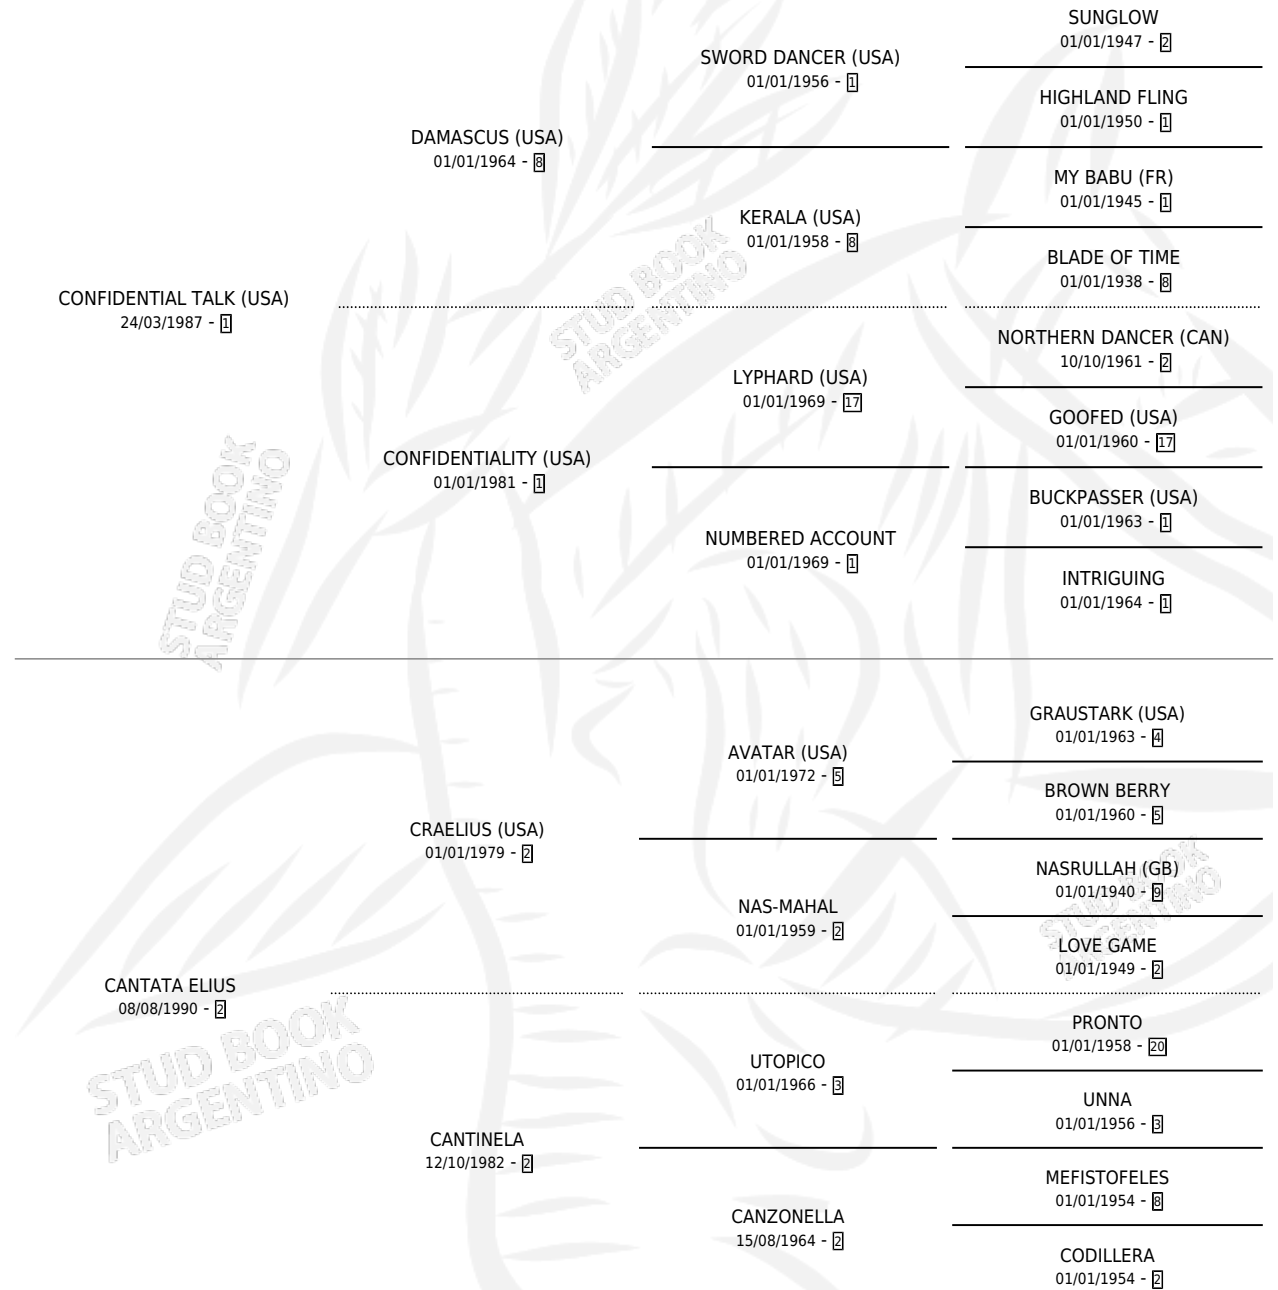 SUNGLOW
01/01/1947 - 2
SWORD DANCER (USA)
01/01/1956 - 1
HIGHLAND FLING
01/01/1950 - 1
DAMASCUS (USA)
01/01/1964 - 8
MY BABU (FR)
01/01/1945 - 1
KERALA (USA)
01/01/1958 - 8
BLADE OF TIME
01/01/1938 - 8
CONFIDENTIAL TALK (USA)
24/03/1987 - 1
STUD BOOK
ARGENTINO
NORTHERN DANCER (CAN)
10/10/1961 - 2
LYPHARD (USA)
01/01/1969 - 17
GOOFED (USA)
01/01/1960 - 17
CONFIDENTIALITY (USA)
01/01/1981 - 1
BUCKPASSER (USA)
01/01/1963 - 1
NUMBERED ACCOUNT
01/01/1969 - 1
INTRIGUING
01/01/1964 - 1
STUD BOOK
ARGENTINO
GRAUSTARK (USA)
01/01/1963 - 4
AVATAR (USA)
01/01/1972 - 5
BROWN BERRY
01/01/1960 - 5
CRAELIUS (USA)
01/01/1979 - 2
NASRULLAH (GB)
01/01/1940 - 9
NAS-MAHAL
01/01/1959 - 2
STUD BOOK
ARGENTINO
LOVE GAME
01/01/1949 - 2
CANTATA ELIUS
08/08/1990 - 2
PRONTO
01/01/1958 - 20
UTOPICO
01/01/1966 - 3
STUD BOOK
ARGENTINO
UNNA
01/01/1956 - 3
CANTINELA
12/10/1982 - 2
MEFISTOFELES
01/01/1954 - 8
CANZONELLA
15/08/1964 - 2
CODILLERA
01/01/1954 - 2